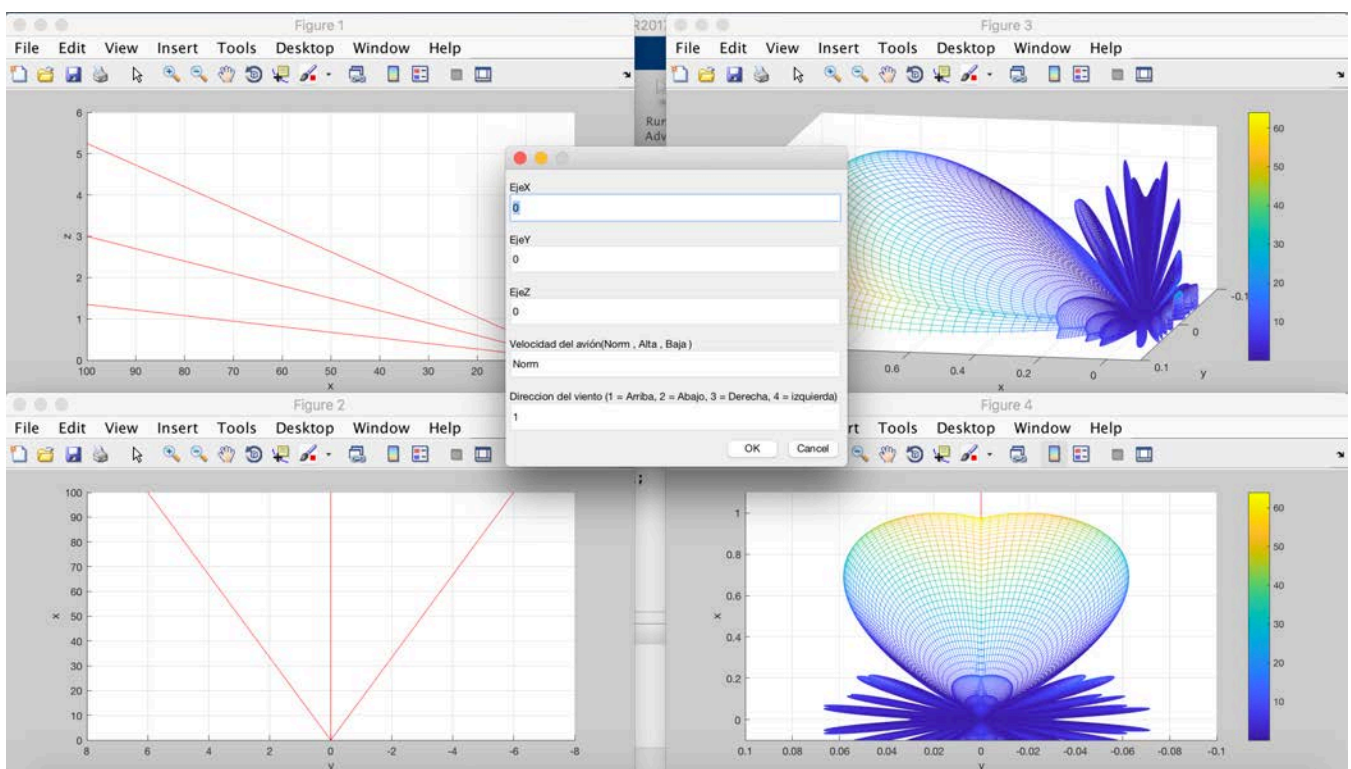 Figure 1
File Edit View Insert Tools Desktop Window Help
6
5
4
z 3
2
1
0
100 90 80 70 60 50 40 30 20
x
R201
Run
Adv
Figure 3
File Edit View Insert Tools Desktop Window Help
60
50
40
30
20
10
-0.1
0
0.1
y
0.6 0.4 0.2 0
x
EjeX
0
EjeY
0
EjeZ
0
Velocidad del avión(Norm , Alta , Baja )
Norm
Direccion del viento (1 = Arriba, 2 = Abajo, 3 = Derecha, 4 = izquierda)
1
OK Cancel
Figure 2
File Edit View Insert Tools Desktop Window Help
100
90
80
70
60
x 50
40
30
20
10
0
8 6 4 2 0 -2 -4 -6 -8
y
;
Figure 4
rt Tools Desktop Window Help
1
0.8
0.6
x
0.4
0.2
0
0.1 0.08 0.06 0.04 0.02 0 -0.02 -0.04 -0.06 -0.08 -0.1
y
60
50
40
30
20
10